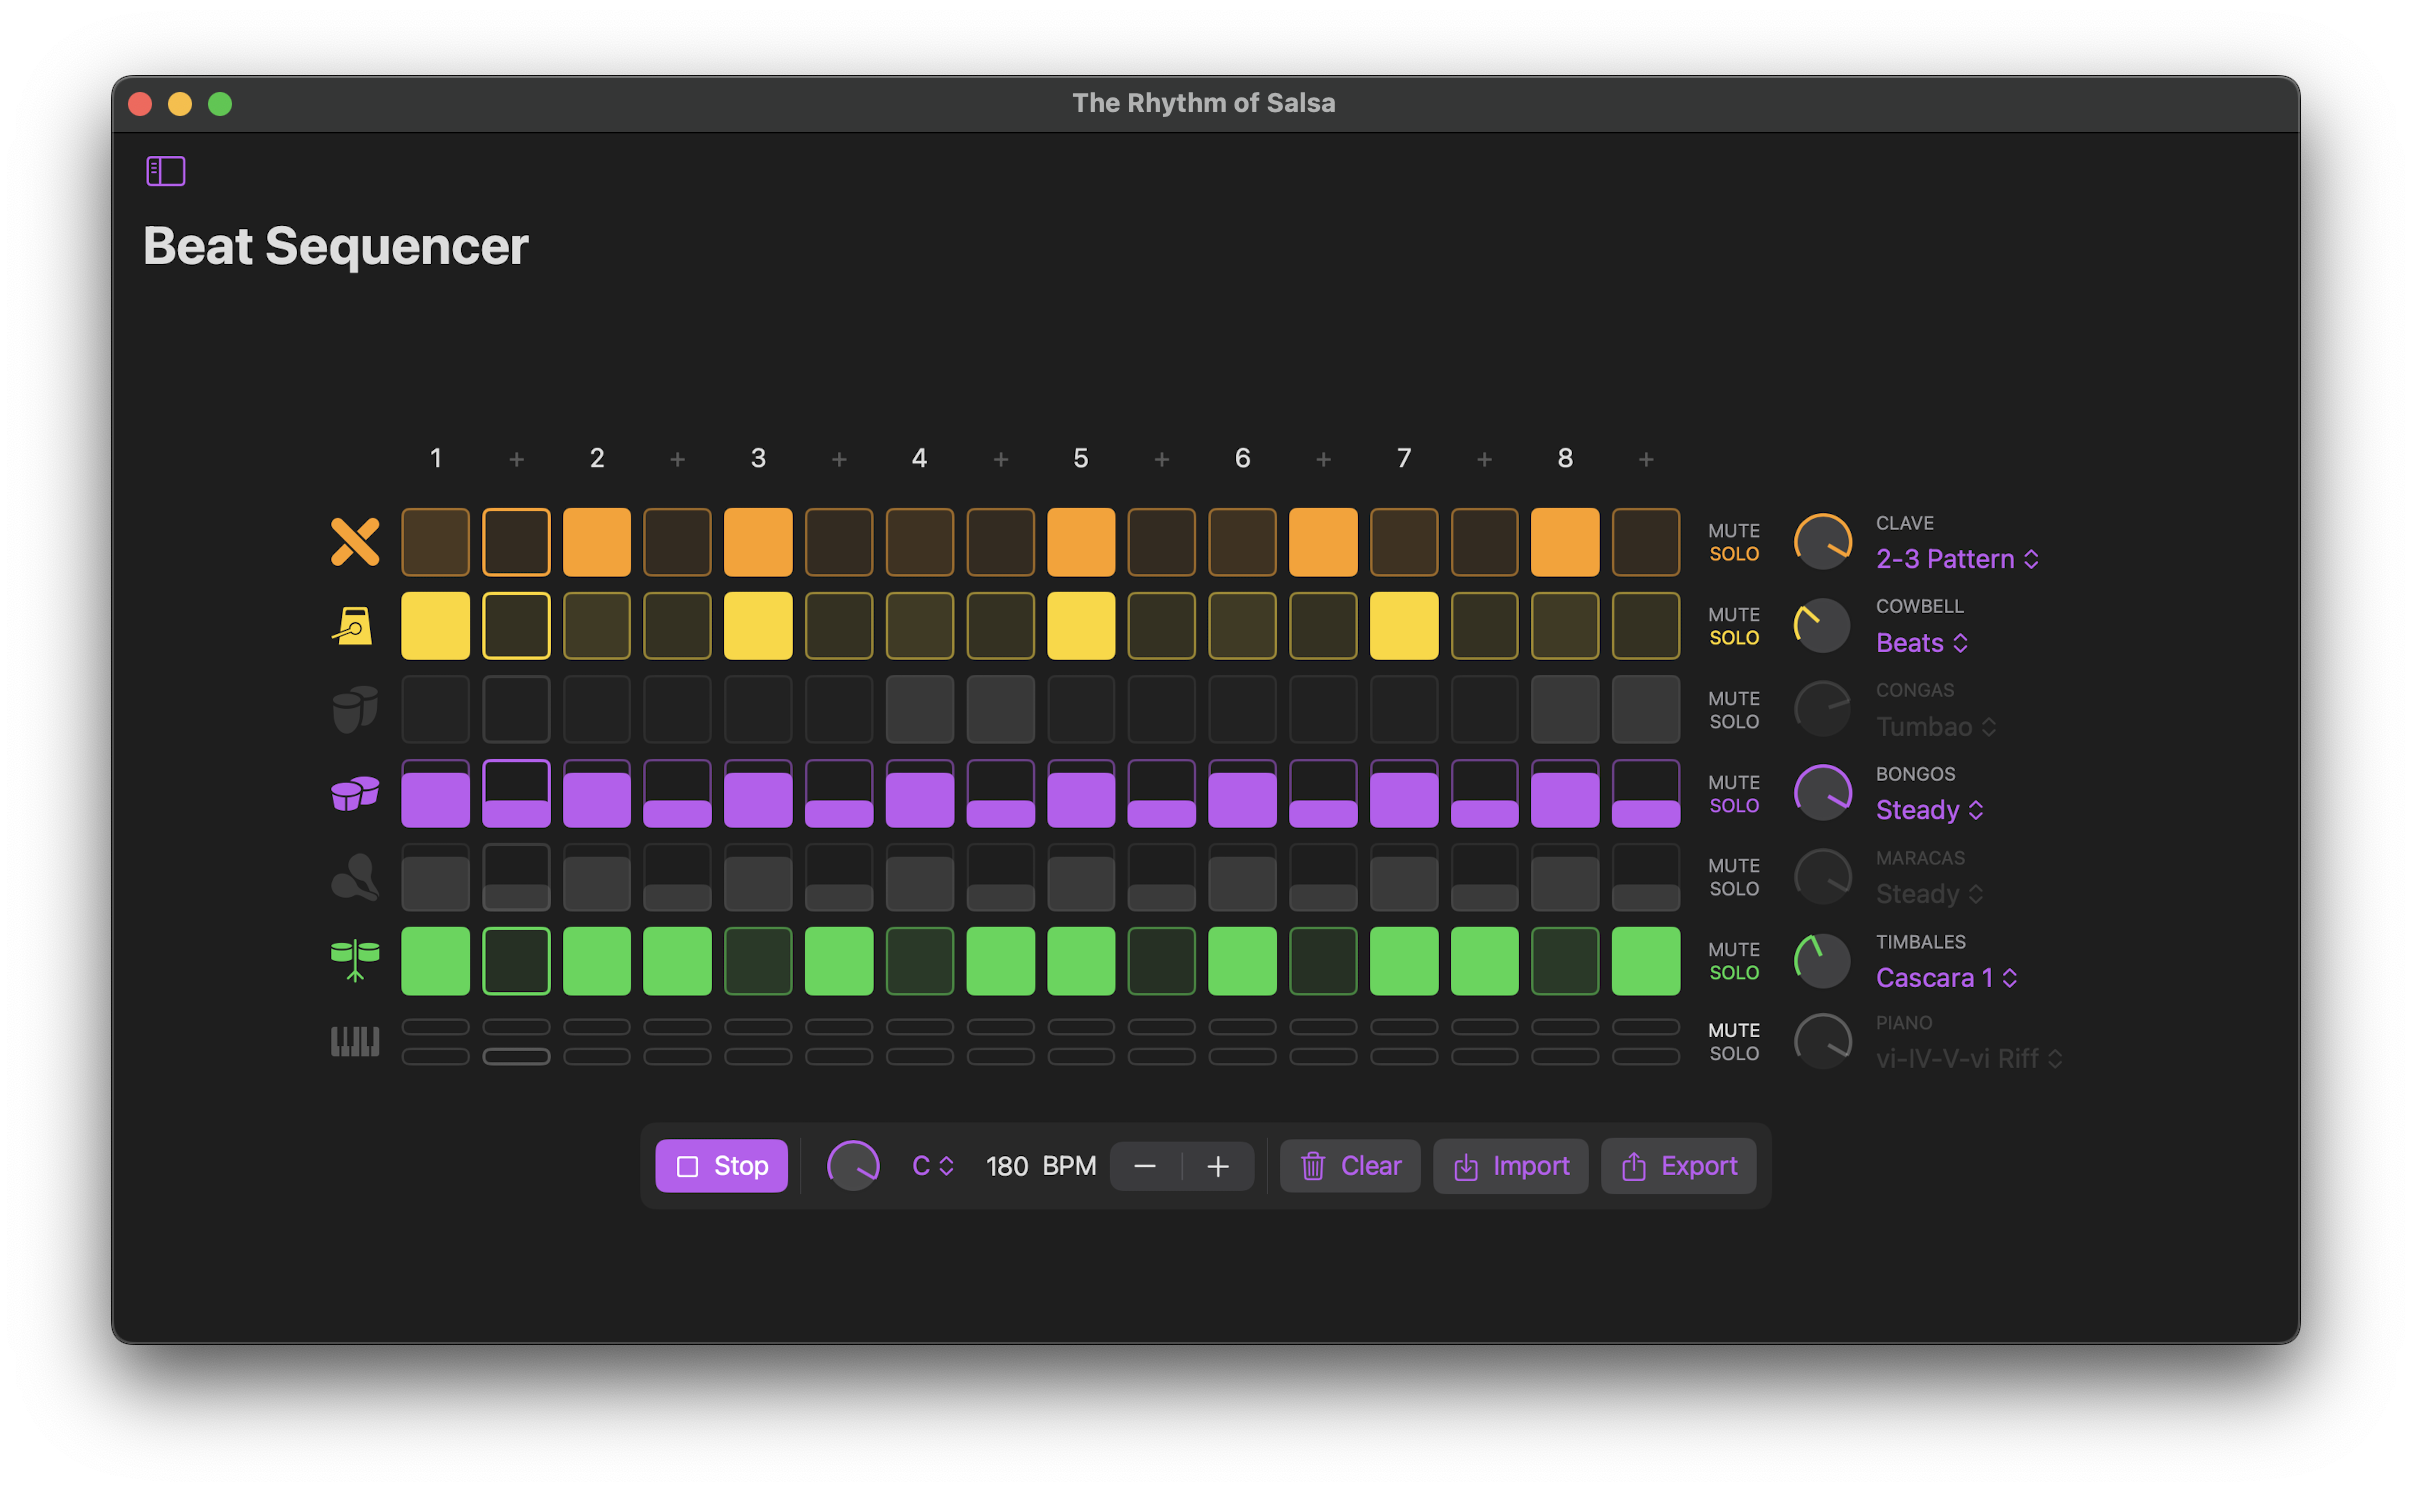 The Rhythm of Salsa
Beat Sequencer
1 + 2 + 3 + 4 + 5 + 6 + 7 + 8 +
MUTE
SOLO
CLAVE
2-3 Pattern
MUTE
SOLO
COWBELL
Beats
MUTE
SOLO
CONGAS
Tumbao
MUTE
SOLO
BONGOS
Steady
MUTE
SOLO
MARACAS
Steady
MUTE
SOLO
TIMBALES
Cascara 1
MUTE
SOLO
PIANO
vi-IV-V-vi Riff
Stop C 180 BPM − + Clear Import Export